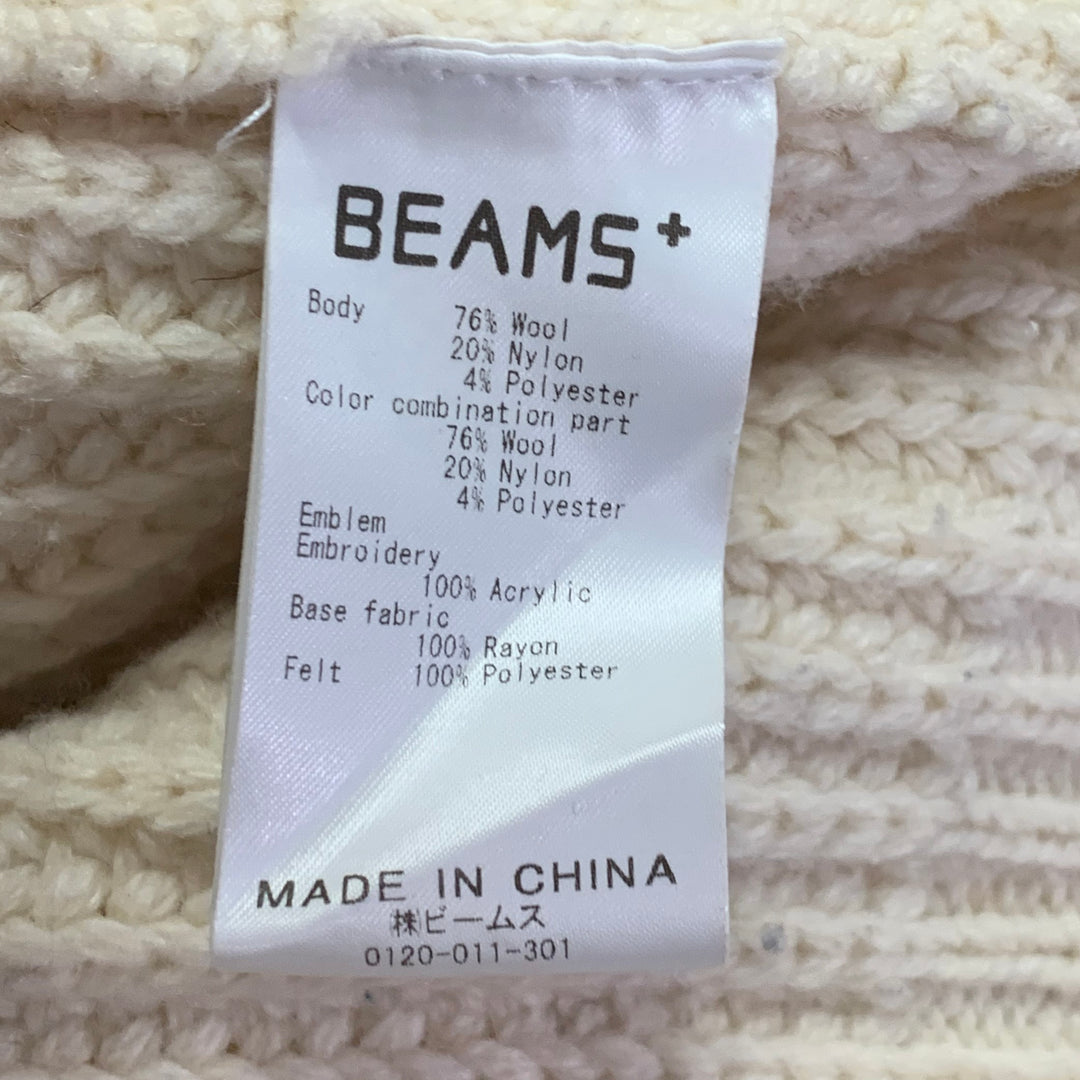 BEAMS+
Body 76% Wool
20% Nylon
4% Polyester
Color combination part
76% Wool
20% Nylon
4% Polyester
Emblem
Embroidery
100% Acrylic
Base fabric
100% Rayon
Felt 100% Polyester
MADE IN CHINA
㈱ビームス
0120-011-301